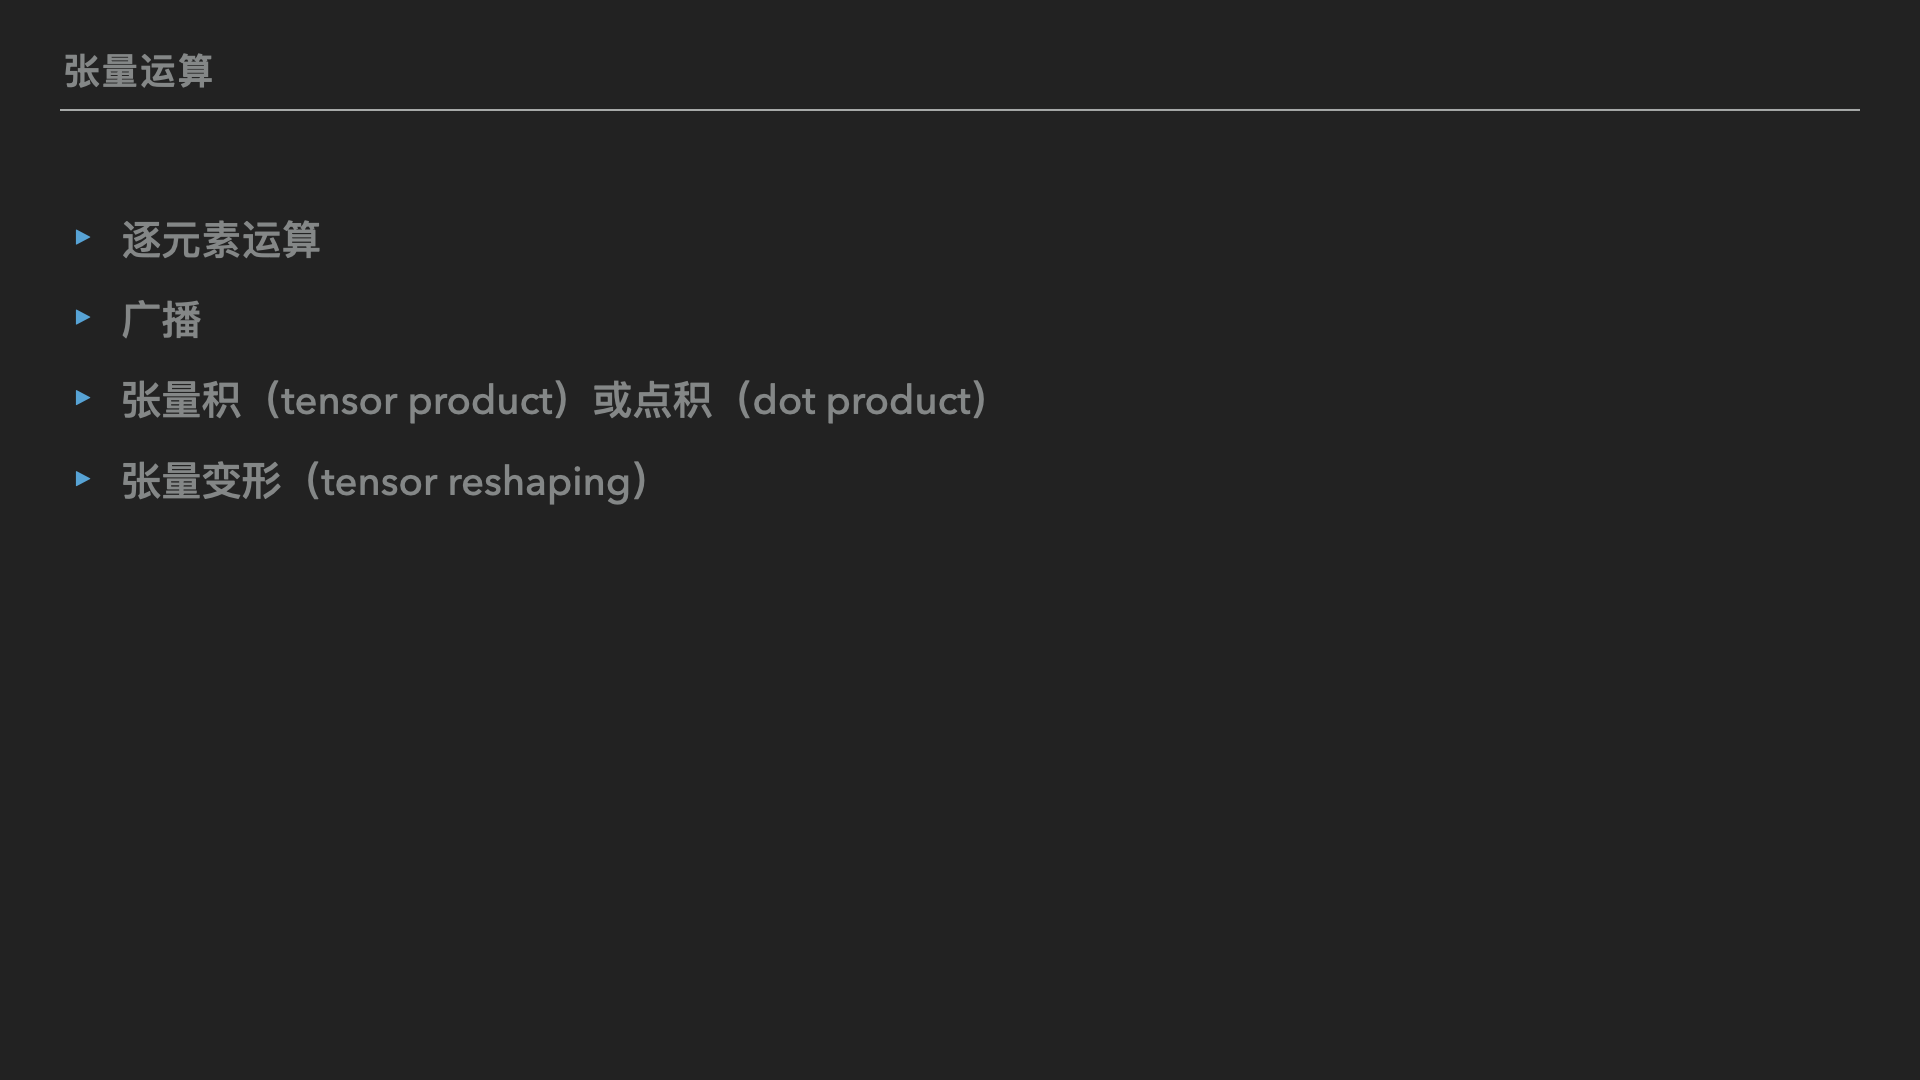 张量运算
▸ 逐元素运算
▸ 广播
▸ 张量积（tensor product）或点积（dot product）
▸ 张量变形（tensor reshaping）